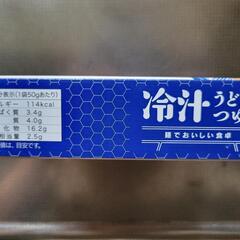 分表示(1袋50gあたり)
ルギー 114kcal
ぱく質 3.4g
質 4.0g
化物 16.2g
相当量 2.5g
値は、目安です。
冷汁
うど
つゆ
麺でおいしい食卓